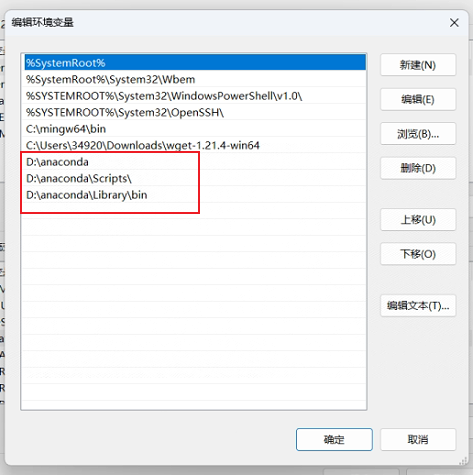 编辑环境变量
%SystemRoot%
%SystemRoot%\System32\Wbem
%SYSTEMROOT%\System32\WindowsPowerShell\v1.0\
%SYSTEMROOT%\System32\OpenSSH\
C:\mingw64\bin
C:\Users\34920\Downloads\wget-1.21.4-win64
D:\anaconda
D:\anaconda\Scripts\
D:\anaconda\Library\bin
新建(N)
编辑(E)
浏览(B)...
删除(D)
上移(U)
下移(O)
编辑文本(T)...
确定
取消